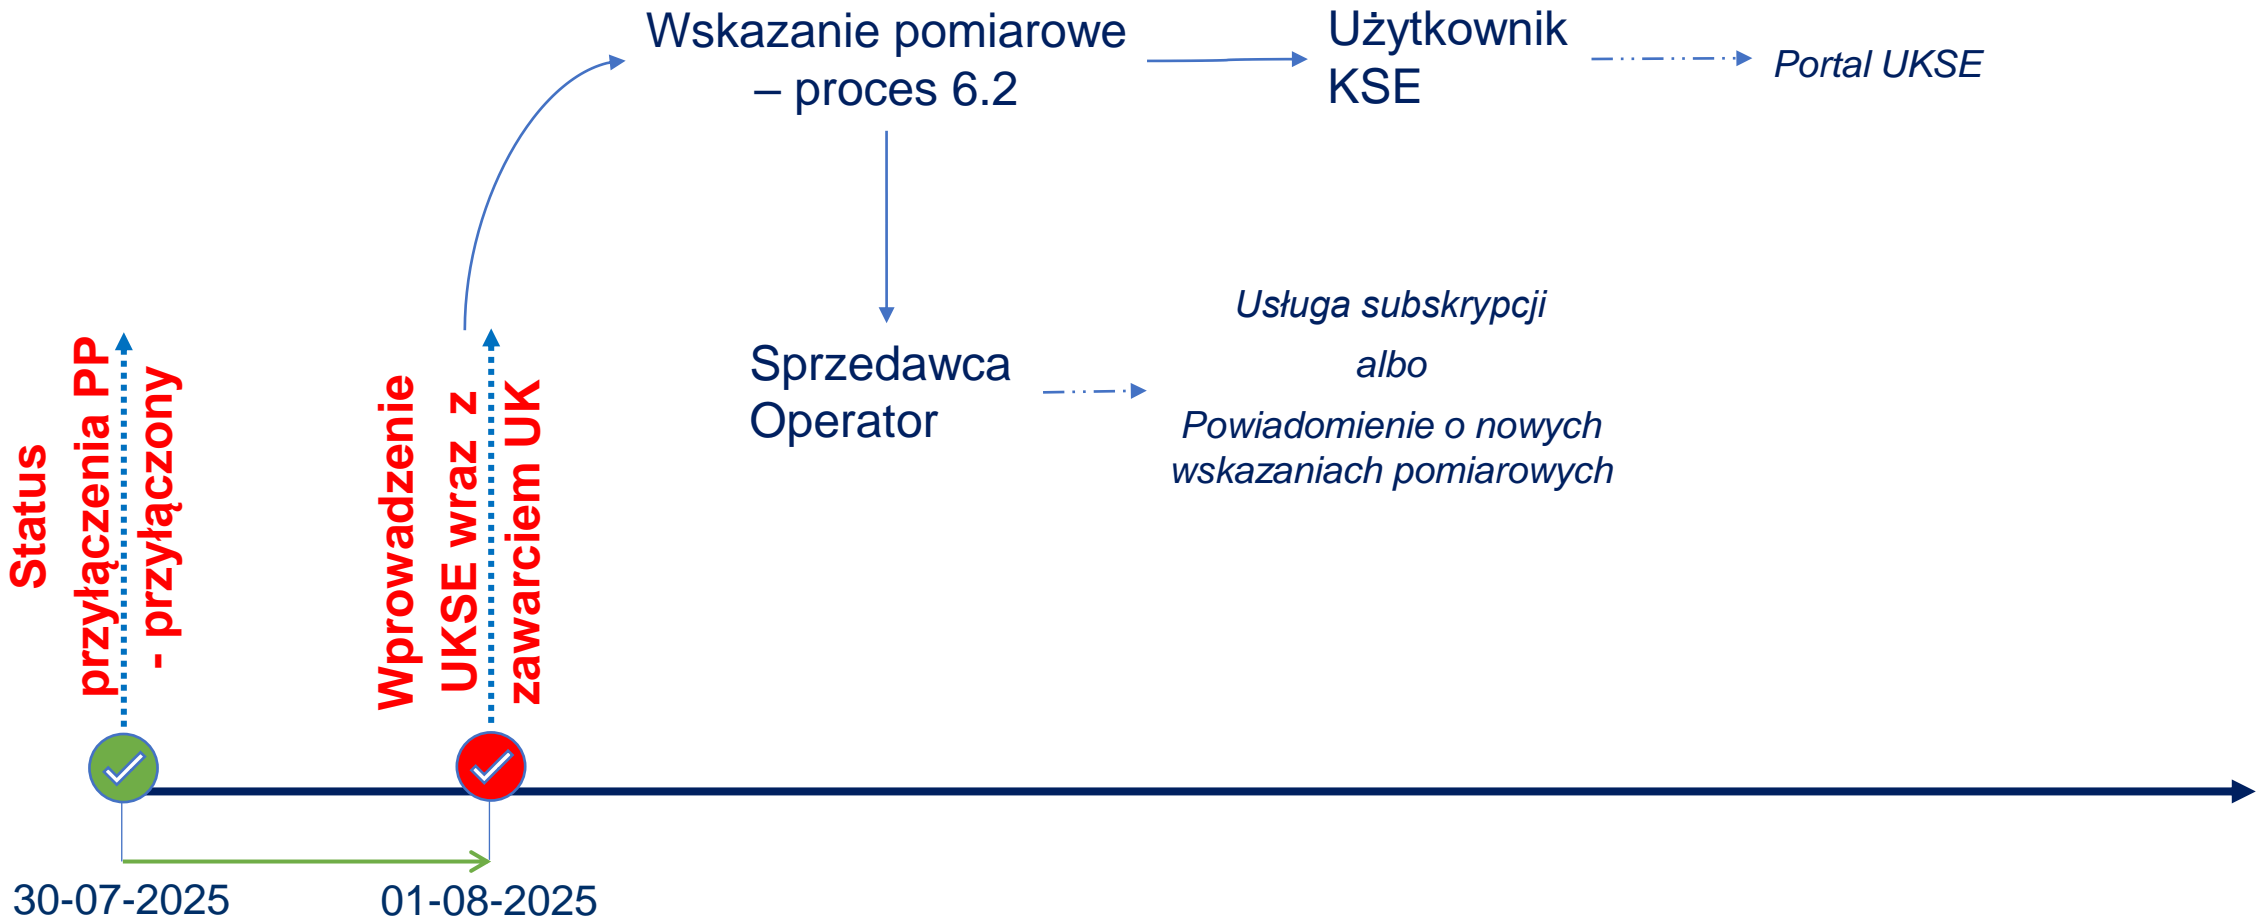 Wskazanie pomiarowe
– proces 6.2
Użytkownik
KSE
Portal UKSE
Sprzedawca
Operator
Usługa subskrypcji
albo
Powiadomienie o nowych
wskazaniach pomiarowych
Status
przyłączenia PP
- przyłączony
Wprowadzenie
UKSE wraz z
zawarciem UK
30-07-2025
01-08-2025